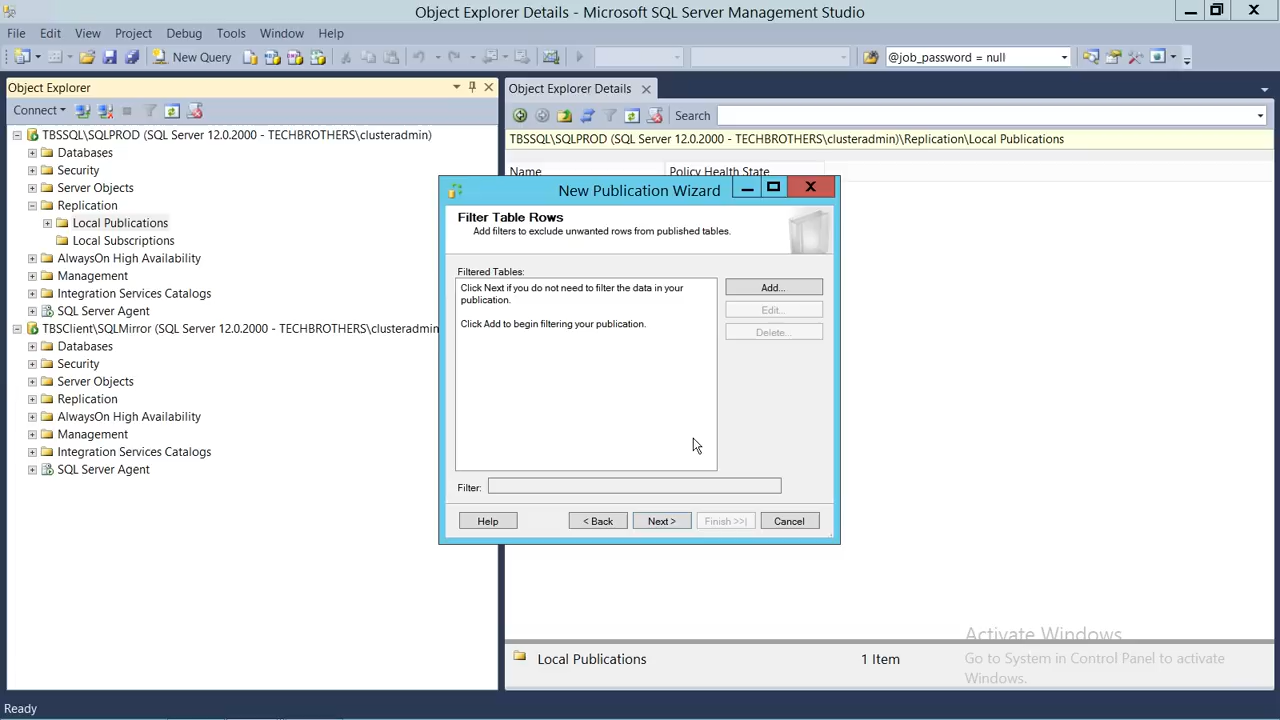 Object Explorer Details - Microsoft SQL Server Management Studio
File Edit View Project Debug Tools Window Help
New Query
@job_password = null
Object Explorer
Connect
TBSSQL\SQLPROD (SQL Server 12.0.2000 - TECHBROTHERS\clusteradmin)
Databases
Security
Server Objects
Replication
Local Publications
Local Subscriptions
AlwaysOn High Availability
Management
Integration Services Catalogs
SQL Server Agent
TBSClient\SQLMirror (SQL Server 12.0.2000 - TECHBROTHERS\clusteradmin
Databases
Security
Server Objects
Replication
AlwaysOn High Availability
Management
Integration Services Catalogs
SQL Server Agent
Object Explorer Details
Search
TBSSQL\SQLPROD (SQL Server 12.0.2000 - TECHBROTHERS\clusteradmin)\Replication\Local Publications
Name Policy Health State
New Publication Wizard
Filter Table Rows
Add filters to exclude unwanted rows from published tables.
Filtered Tables:
Click Next if you do not need to filter the data in your
publication.
Click Add to begin filtering your publication.
Add...
Edit...
Delete...
Filter:
Help < Back Next > Finish >>| Cancel
Local Publications 1 Item
Activate Windows
Go to System in Control Panel to activate
Windows.
Ready